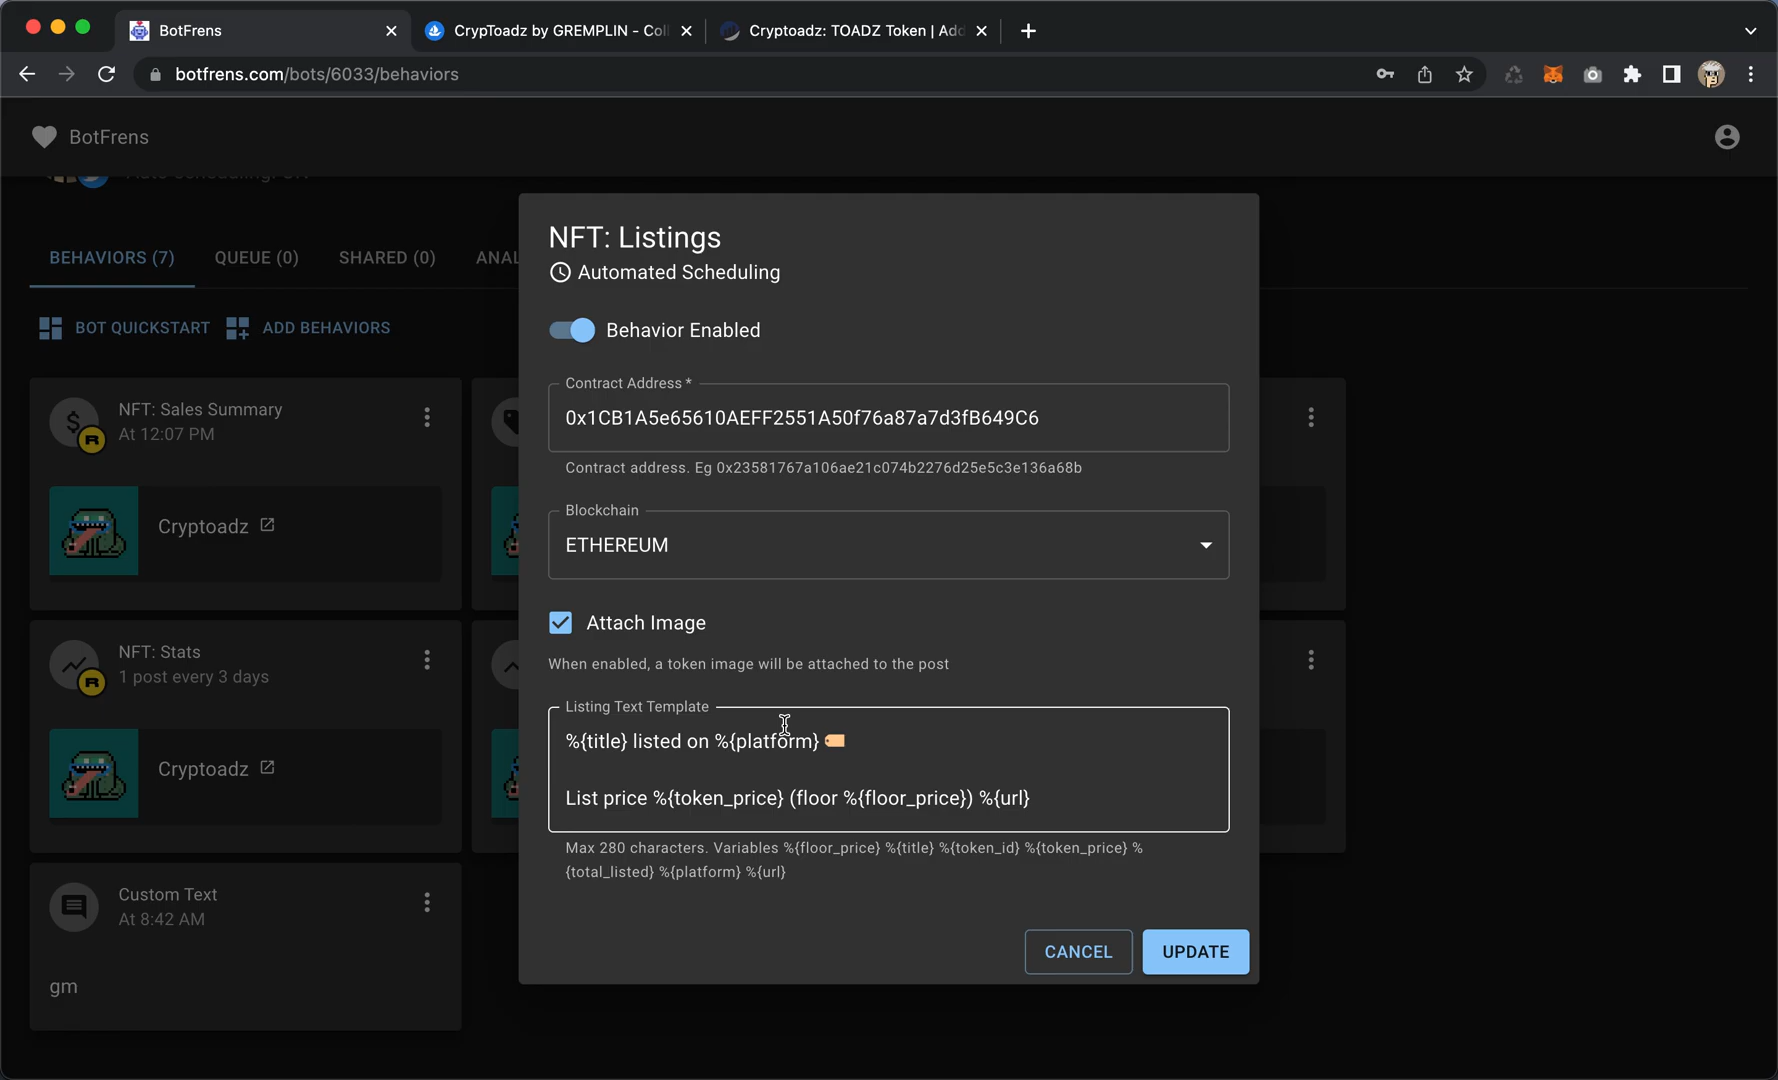 BotFrens
CrypToadz by GREMPLIN - Coll
Cryptoadz: TOADZ Token | Add
botfrens.com/bots/6033/behaviors
BotFrens
BEHAVIORS (7)
QUEUE (0)
SHARED (0)
ANAL
BOT QUICKSTART
ADD BEHAVIORS
NFT: Sales Summary
At 12:07 PM
Cryptoadz
NFT: Stats
1 post every 3 days
Cryptoadz
Custom Text
At 8:42 AM
gm
NFT: Listings
Automated Scheduling
Behavior Enabled
Contract Address *
0x1CB1A5e65610AEFF2551A50f76a87a7d3fB649C6
Contract address. Eg 0x23581767a106ae21c074b2276d25e5c3e136a68b
Blockchain
ETHEREUM
Attach Image
When enabled, a token image will be attached to the post
Listing Text Template
%{title} listed on %{platform}
List price %{token_price} (floor %{floor_price}) %{url}
Max 280 characters. Variables %{floor_price} %{title} %{token_id} %{token_price} %
{total_listed} %{platform} %{url}
CANCEL
UPDATE